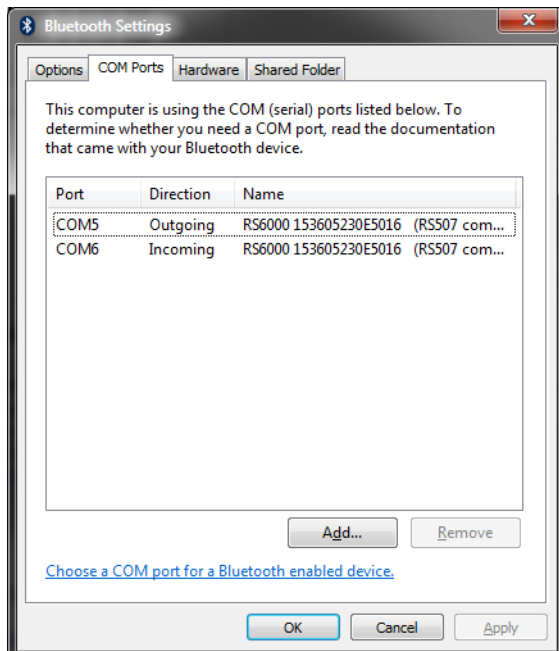 Bluetooth Settings
Options COM Ports Hardware Shared Folder
This computer is using the COM (serial) ports listed below. To
determine whether you need a COM port, read the documentation
that came with your Bluetooth device.
Port Direction Name
COM5 Outgoing RS6000 153605230E5016 (RS507 com...
COM6 Incoming RS6000 153605230E5016 (RS507 com...
Add... Remove
Choose a COM port for a Bluetooth enabled device.
OK Cancel Apply